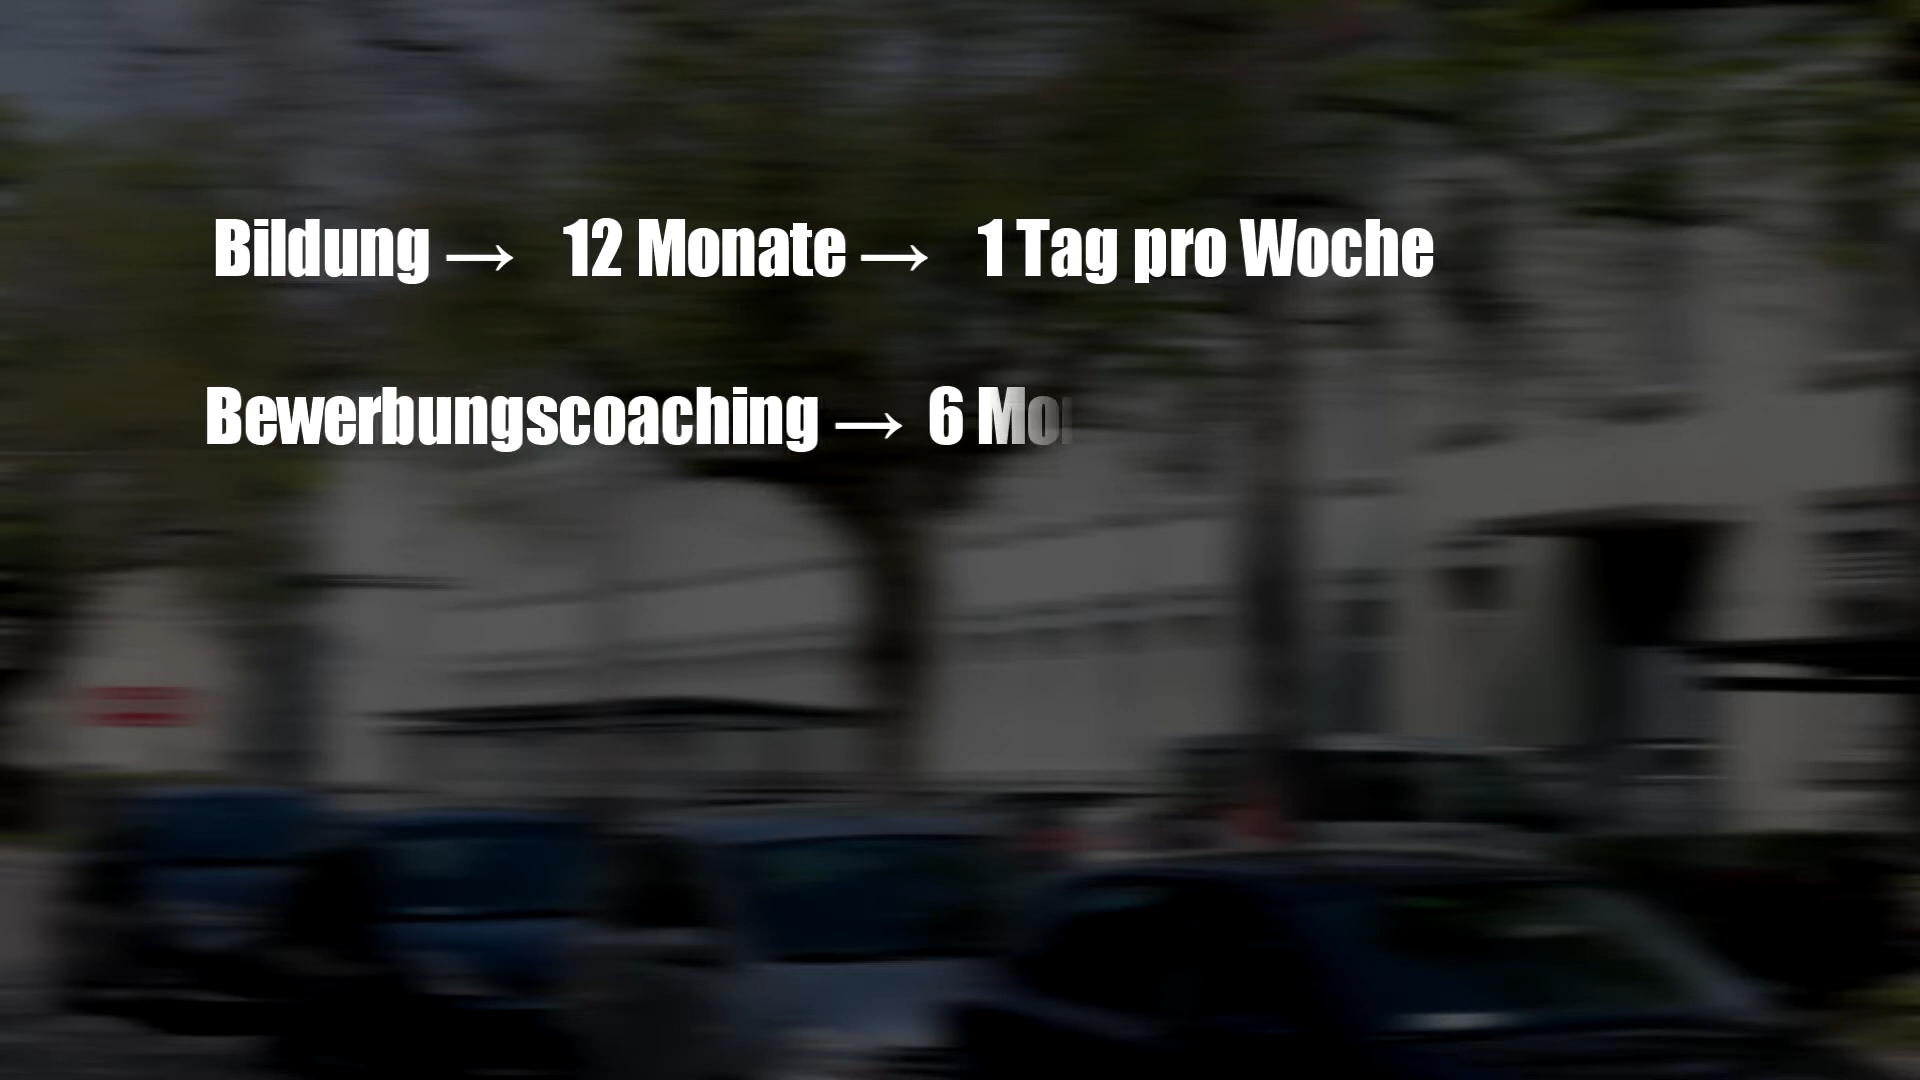 Bildung → 12 Monate → 1 Tag pro Woche
Bewerbungscoaching → 6